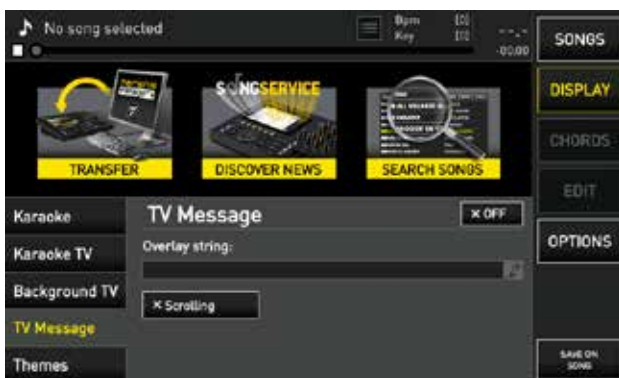 No song selected
Bpm [0]
Key [0]
--.-
-00.00
SONGS
DISPLAY
CHORDS
EDIT
OPTIONS
SAVE ON
SONG
TRANSFER
SONGSERVICE
DISCOVER NEWS
SEARCH SONGS
Karaoke
Karaoke TV
Background TV
TV Message
Themes
TV Message
× OFF
Overlay string:
× Scrolling